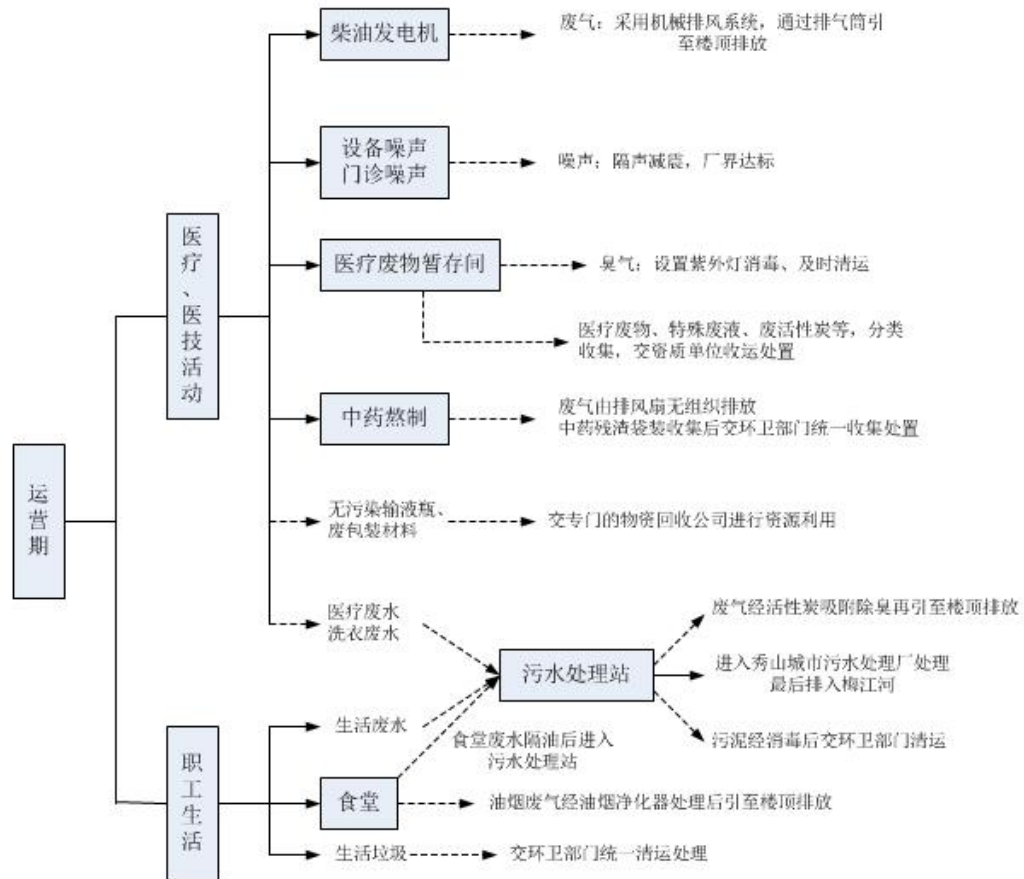 柴油发电机
废气：采用机械排风系统，通过排气筒引
至楼顶排放
设备噪声
门诊噪声
噪声：隔声减震，厂界达标
医疗、医技活动
医疗废物暂存间
臭气：设置紫外灯消毒、及时清运
医疗废物、特殊废液、废活性炭等，分类
收集，交资质单位收运处置
中药熬制
废气由排风扇无组织排放
中药残渣袋装收集后交环卫部门统一收集处置
运营期
无污染输液瓶、
废包装材料
交专门的物资回收公司进行资源利用
医疗废水
洗衣废水
废气经活性炭吸附除臭再引至楼顶排放
污水处理站
进入秀山城市污水处理厂处理
最后排入梅江河
生活废水
食堂废水隔油后进入
污水处理站
污泥经消毒后交环卫部门清运
职工生活
食堂
油烟废气经油烟净化器处理后引至楼顶排放
生活垃圾
交环卫部门统一清运处理